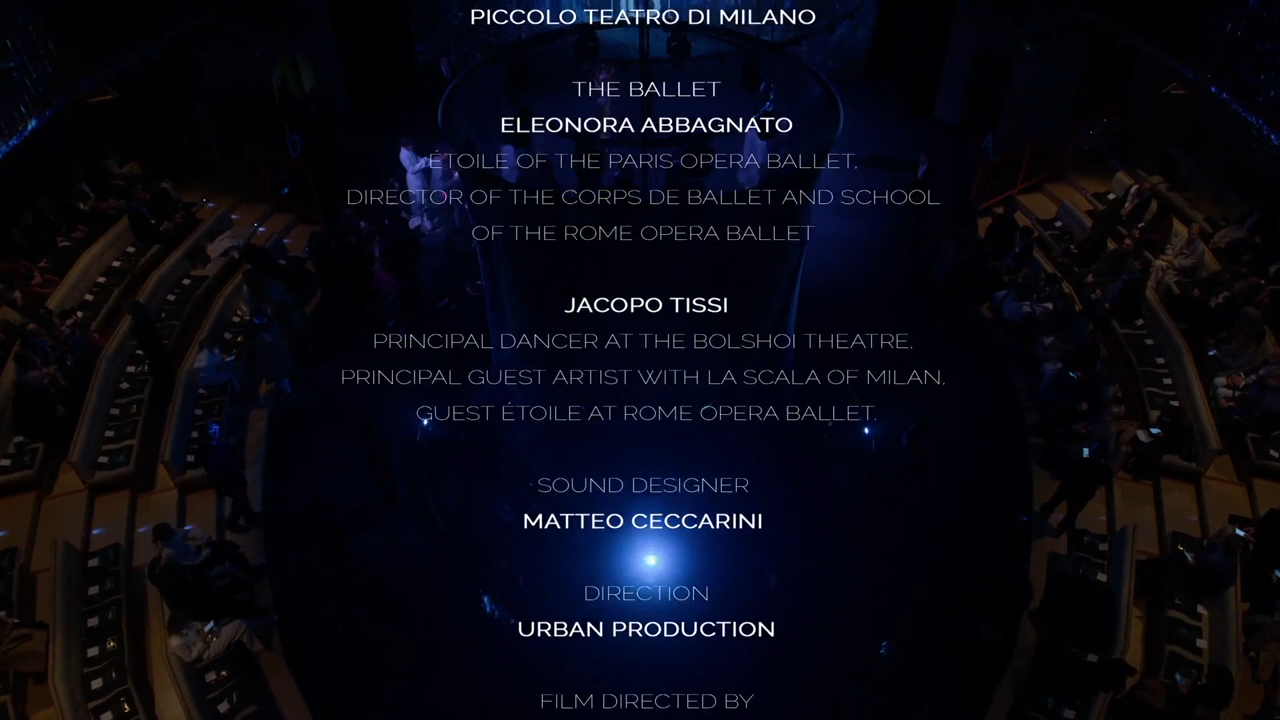 PICCOLO TEATRO DI MILANO
THE BALLET
ELEONORA ABBAGNATO
ÉTOILE OF THE PARIS OPERA BALLET,
DIRECTOR OF THE CORPS DE BALLET AND SCHOOL
OF THE ROME OPERA BALLET
JACOPO TISSI
PRINCIPAL DANCER AT THE BOLSHOI THEATRE,
PRINCIPAL GUEST ARTIST WITH LA SCALA OF MILAN,
GUEST ÉTOILE AT ROME OPERA BALLET.
SOUND DESIGNER
MATTEO CECCARINI
DIRECTION
URBAN PRODUCTION
FILM DIRECTED BY